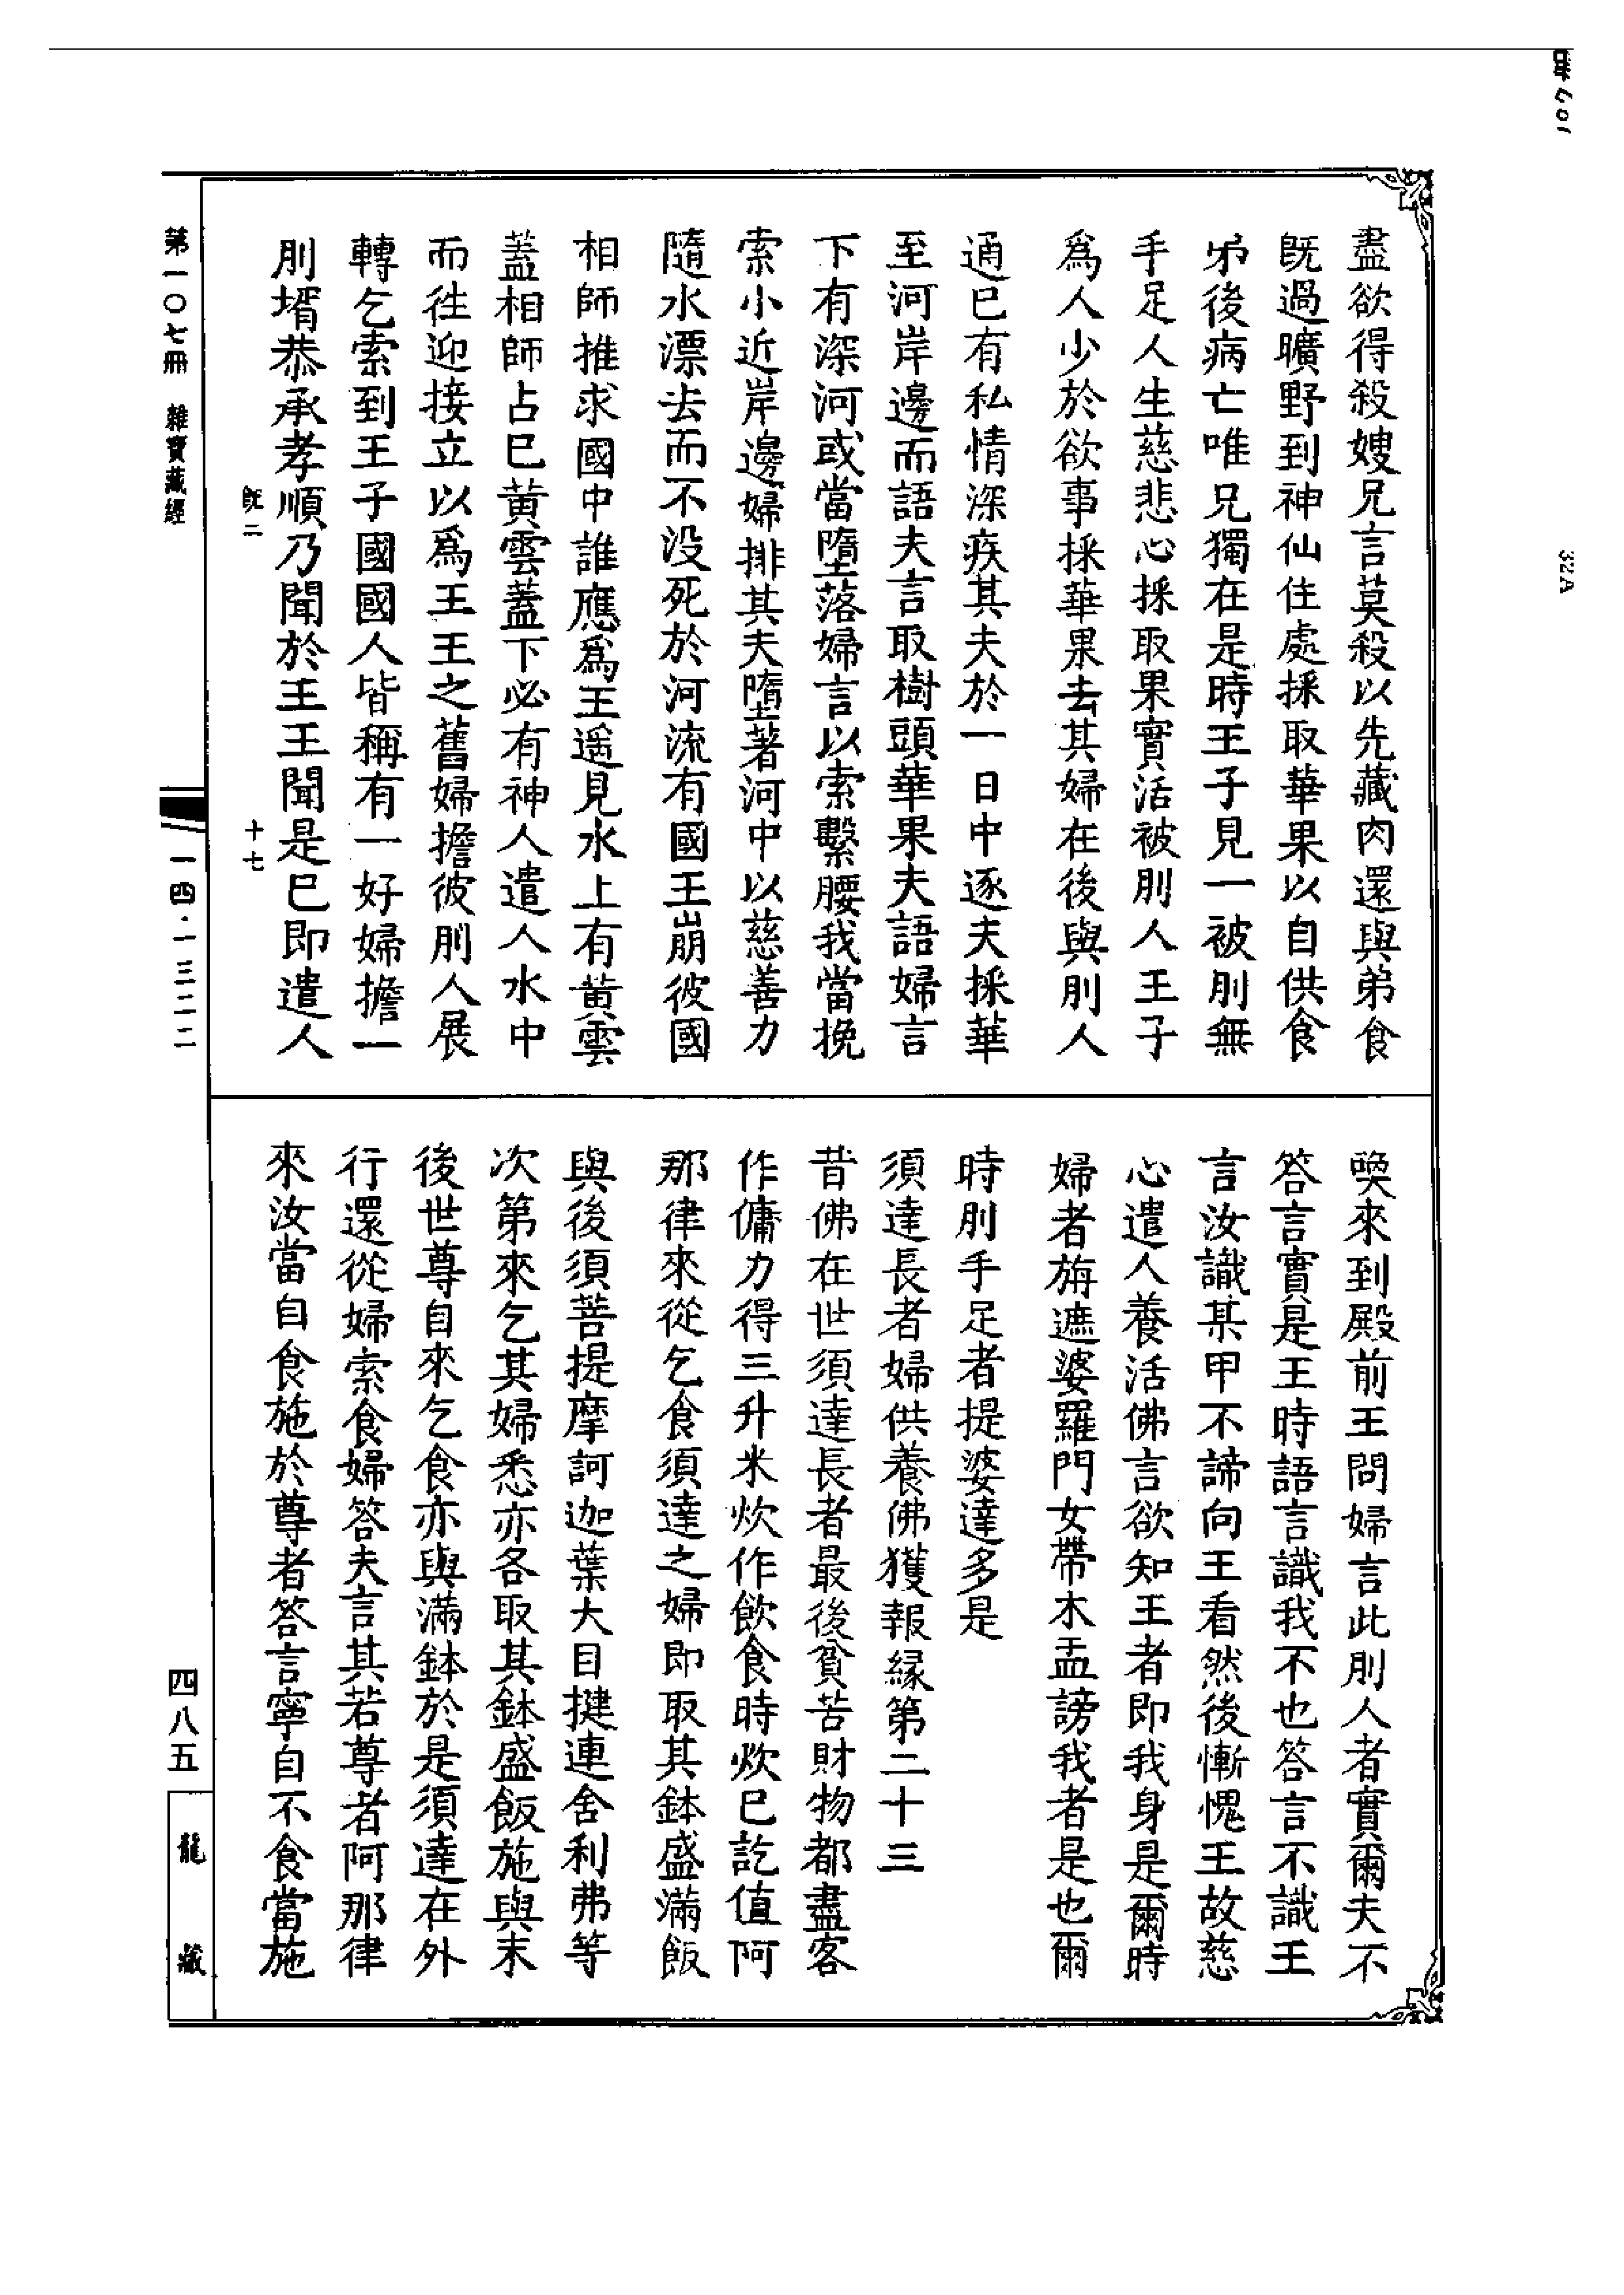 盡欲得殺嫂兄言莫殺以先藏肉還與弟食
既過曠野到神仙住處採取華果以自供食
弟後病亡唯兄獨在是時王子見一被刖無
手足人生慈悲心採取果實活被刖人王子
爲人少於欲事採華果去其婦在後與刖人
通已有私情深疾其夫於一日中逐夫採華
至河岸邊而語夫言取樹頭華果夫語婦言
下有深河或當墮落婦言以索繫腰我當挽
索小近岸邊婦排其夫墮著河中以慈善力
隨水漂去而不没死於河流有國王崩彼國
相師推求國中誰應爲王遥見水上有黄雲
蓋相師占已黄雲蓋下必有神人遣人水中
而往迎接立以爲王王之舊婦擔彼刖人展
轉乞索到王子國國人皆稱有一好婦擔一
刖壻恭承孝順乃聞於王王聞是已即遣人
既二 十七
喚來到殿前王問婦言此刖人者實爾夫不
答言實是王時語言識我不也答言不識王
言汝識某甲不諦向王看然後慚愧王故慈
心遣人養活佛言欲知王者即我身是爾時
婦者旃遮婆羅門女帶木盂謗我者是也爾
時刖手足者提婆達多是
須達長者婦供養佛獲報緣第二十三
昔佛在世須達長者最後貧苦財物都盡客
作傭力得三升米炊作飲食時炊已訖值阿
那律來從乞食須達之婦即取其鉢盛滿飯
與後須菩提摩訶迦葉大目揵連舍利弗等
次第來乞其婦悉亦各取其鉢盛飯施與末
後世尊自來乞食亦與滿鉢於是須達在外
行還從婦索食婦答夫言其若尊者阿那律
來汝當自食施於尊者答言寧自不食當施
第一〇七冊 雜寶藏經
一四·一三二二
四八五
龍藏
32A